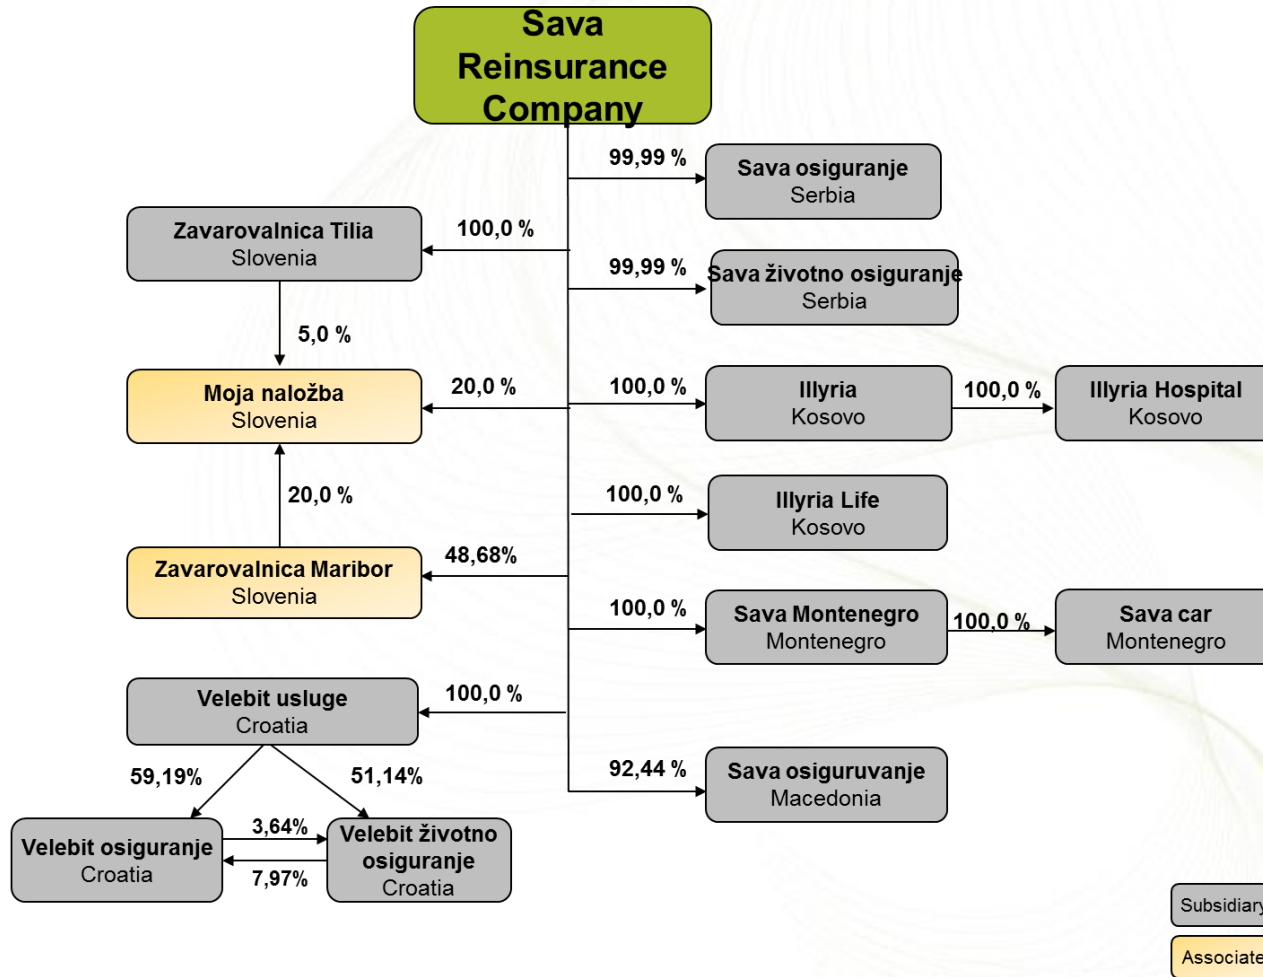 Sava
Reinsurance
Company
99,99 %
Sava osiguranje
Serbia
Zavarovalnica Tilia
Slovenia
100,0 %
99,99 %
Sava životno osiguranje
Serbia
5,0 %
Moja naložba
Slovenia
20,0 %
100,0 %
Illyria
Kosovo
100,0 %
Illyria Hospital
Kosovo
20,0 %
100,0 %
Illyria Life
Kosovo
Zavarovalnica Maribor
Slovenia
48,68%
100,0 %
Sava Montenegro
Montenegro
100,0 %
Sava car
Montenegro
Velebit usluge
Croatia
100,0 %
59,19%
51,14%
92,44 %
Sava osiguruvanje
Macedonia
Velebit osiguranje
Croatia
3,64%
7,97%
Velebit životno
osiguranje
Croatia
Subsidiary
Associate